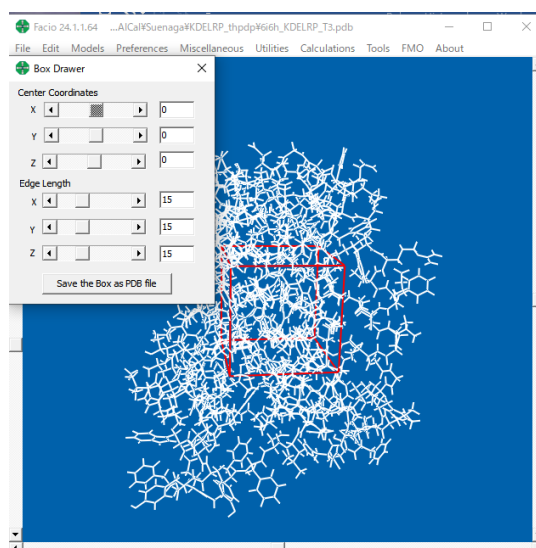 Facio 24.1.1.64 ...AlCal¥Suenaga¥KDELRP_thpdp¥6i6h_KDELRP_T3.pdb
File Edit Models Preferences Miscellaneous Utilities Calculations Tools FMO About
Box Drawer
Center Coordinates
X 0
Y 0
Z 0
Edge Length
X 15
Y 15
Z 15
Save the Box as PDB file